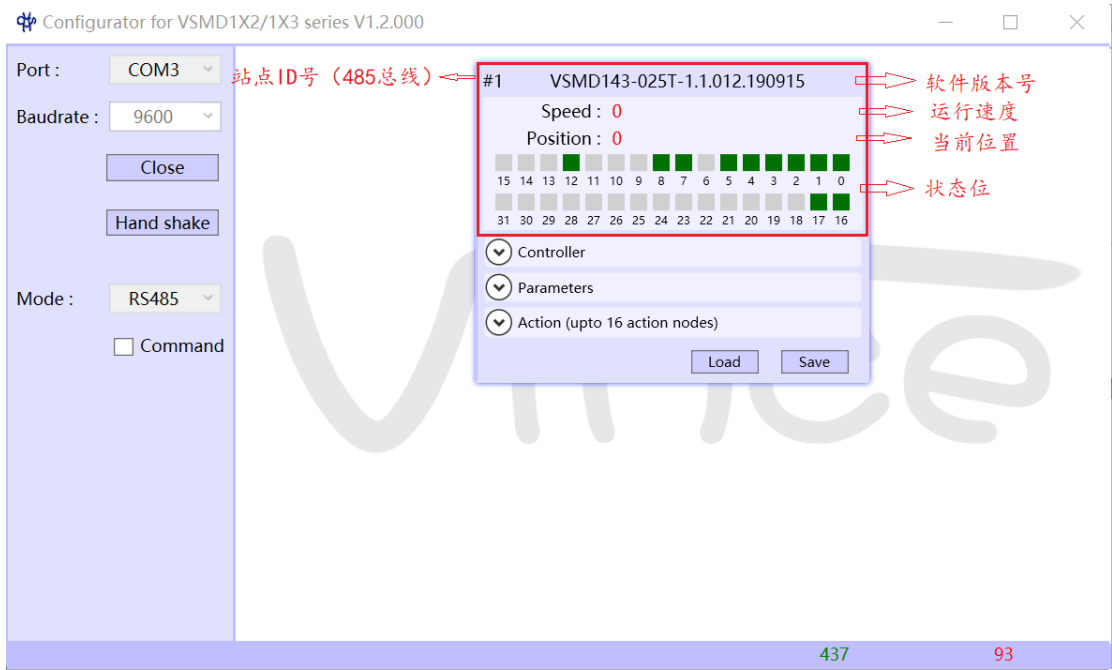 Configurator for VSMD1X2/1X3 series V1.2.000
Port :
COM3
Baudrate :
9600
Close
Hand shake
Mode :
RS485
Command
站点ID号（485总线）
#1 VSMD143-025T-1.1.012.190915
软件版本号
Speed : 0
运行速度
Position : 0
当前位置
15 14 13 12 11 10 9 8 7 6 5 4 3 2 1 0
状态位
31 30 29 28 27 26 25 24 23 22 21 20 19 18 17 16
Controller
Parameters
Action (upto 16 action nodes)
Load
Save
Vince
437
93